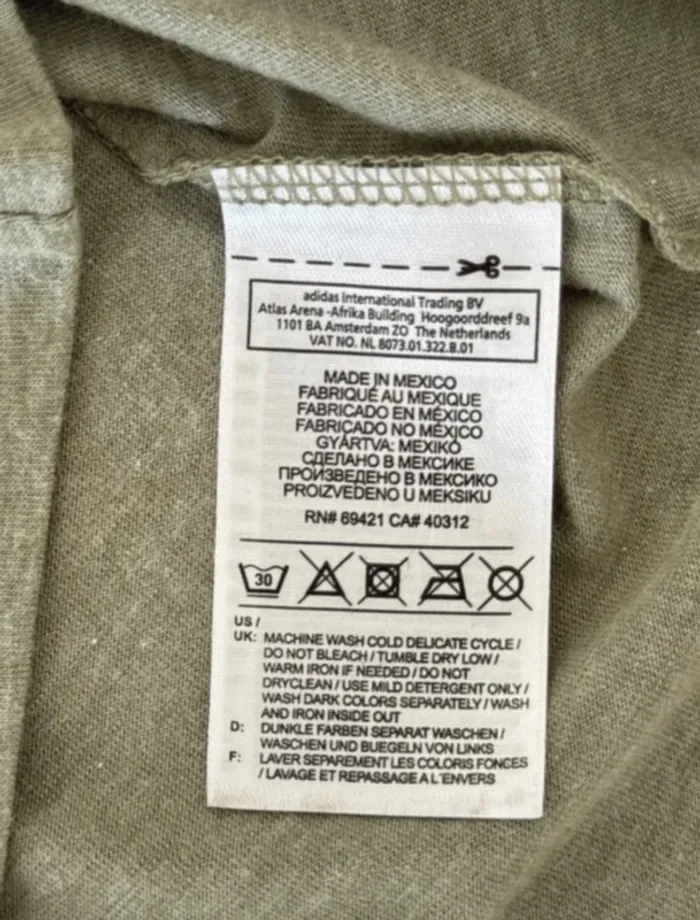 adidas International Trading BV
Atlas Arena -Afrika Building Hoogoorddreef 9a
1101 BA Amsterdam ZO The Netherlands
VAT NO. NL 8073.01.322.B.01
MADE IN MEXICO
FABRIQUÉ AU MEXIQUE
FABRICADO EN MÉXICO
FABRICADO NO MÉXICO
GYÁRTVA: MEXIKÓ
СДЕЛАНО В МЕКСИКЕ
ПРОИЗВЕДЕНО В МЕКСИКО
PROIZVEDENO U MEKSIKU
RN# 69421 CA# 40312
30
US /
UK: MACHINE WASH COLD DELICATE CYCLE /
DO NOT BLEACH / TUMBLE DRY LOW /
WARM IRON IF NEEDED / DO NOT
DRYCLEAN / USE MILD DETERGENT ONLY /
WASH DARK COLORS SEPARATELY / WASH
AND IRON INSIDE OUT
D: DUNKLE FARBEN SEPARAT WASCHEN /
WASCHEN UND BUEGELN VON LINKS
F: LAVER SEPAREMENT LES COLORIS FONCES
/ LAVAGE ET REPASSAGE A L'ENVERS